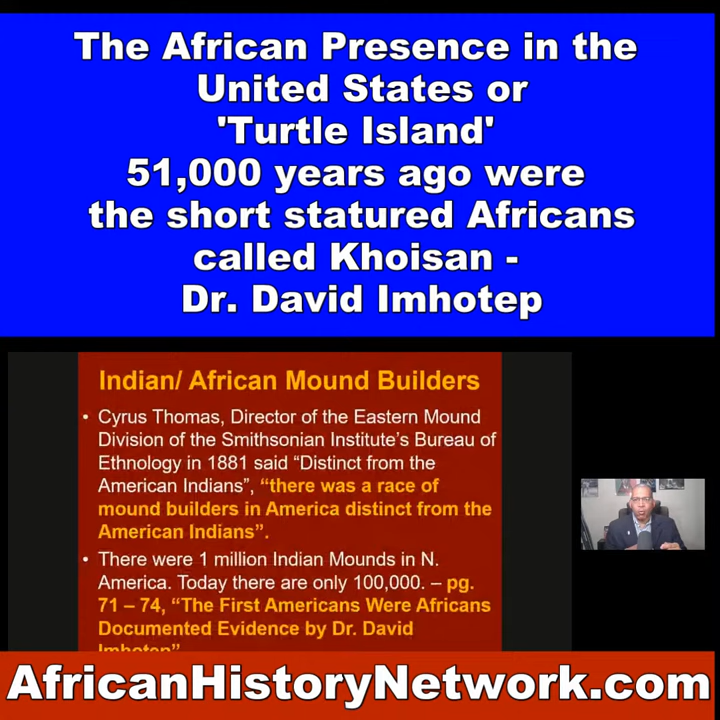 The African Presence in the
United States or
'Turtle Island'
51,000 years ago were
the short statured Africans
called Khoisan -
Dr. David Imhotep
Indian/ African Mound Builders
• Cyrus Thomas, Director of the Eastern Mound
Division of the Smithsonian Institute's Bureau of
Ethnology in 1881 said "Distinct from the
American Indians", "there was a race of
mound builders in America distinct from the
American Indians".
• There were 1 million Indian Mounds in N.
America. Today there are only 100,000. – pg.
71 – 74, "The First Americans Were Africans
Documented Evidence by Dr. David
Imhotep"
AfricanHistoryNetwork.com